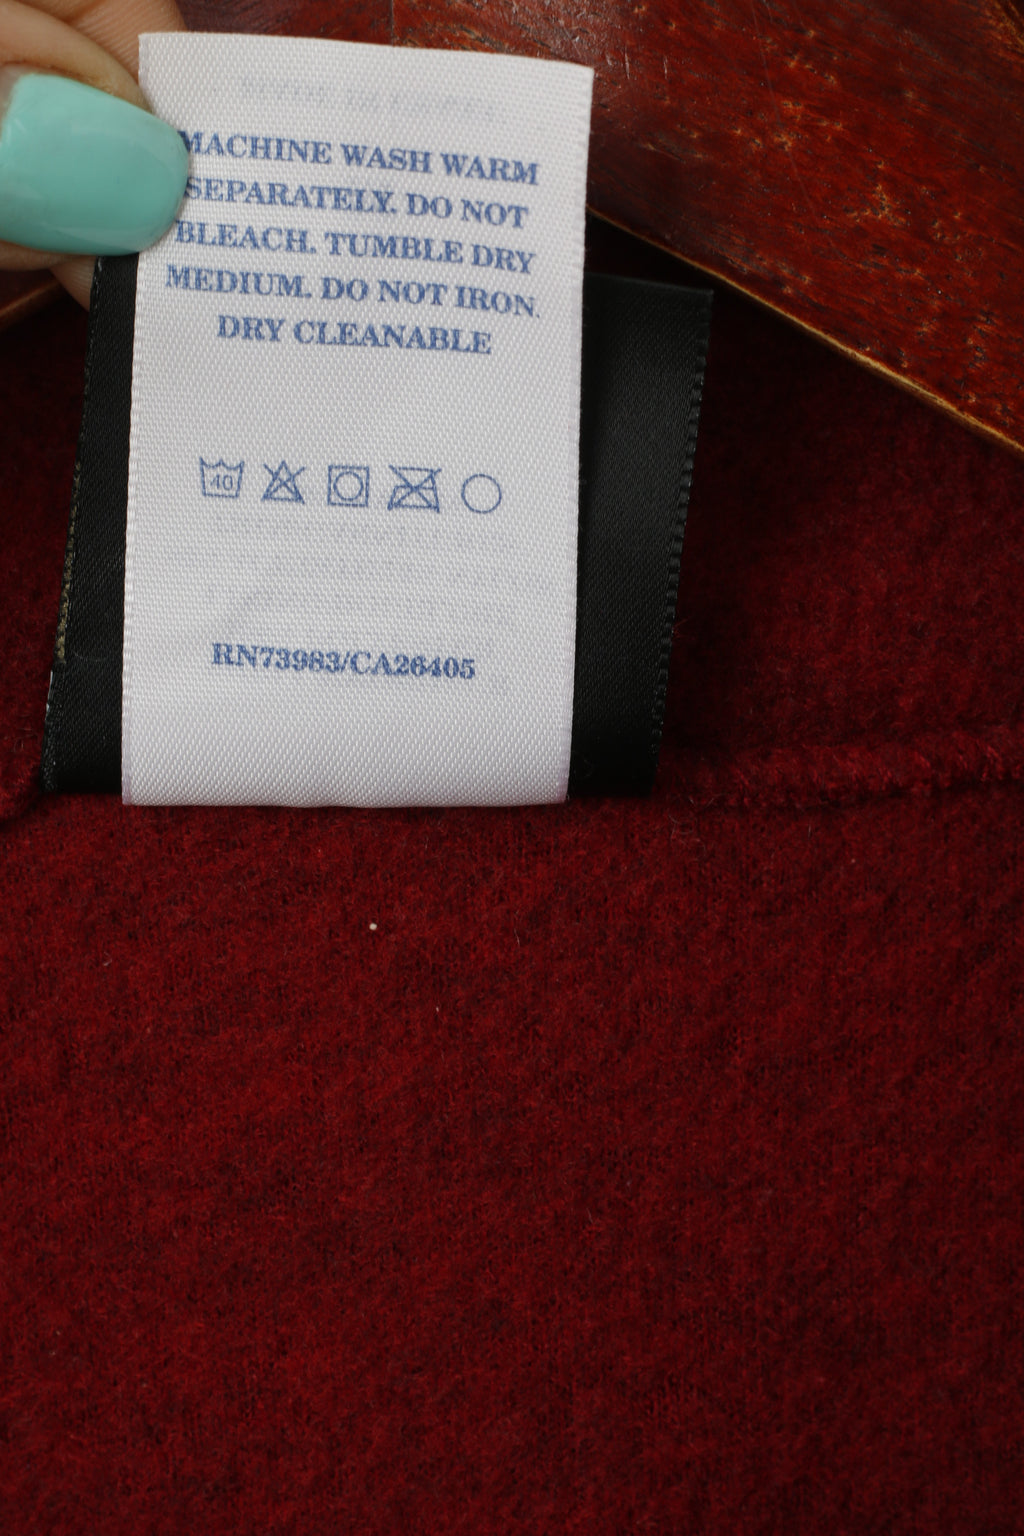 MACHINE WASH WARM
SEPARATELY. DO NOT
BLEACH. TUMBLE DRY
MEDIUM. DO NOT IRON.
DRY CLEANABLE
40
RN73983/CA26405